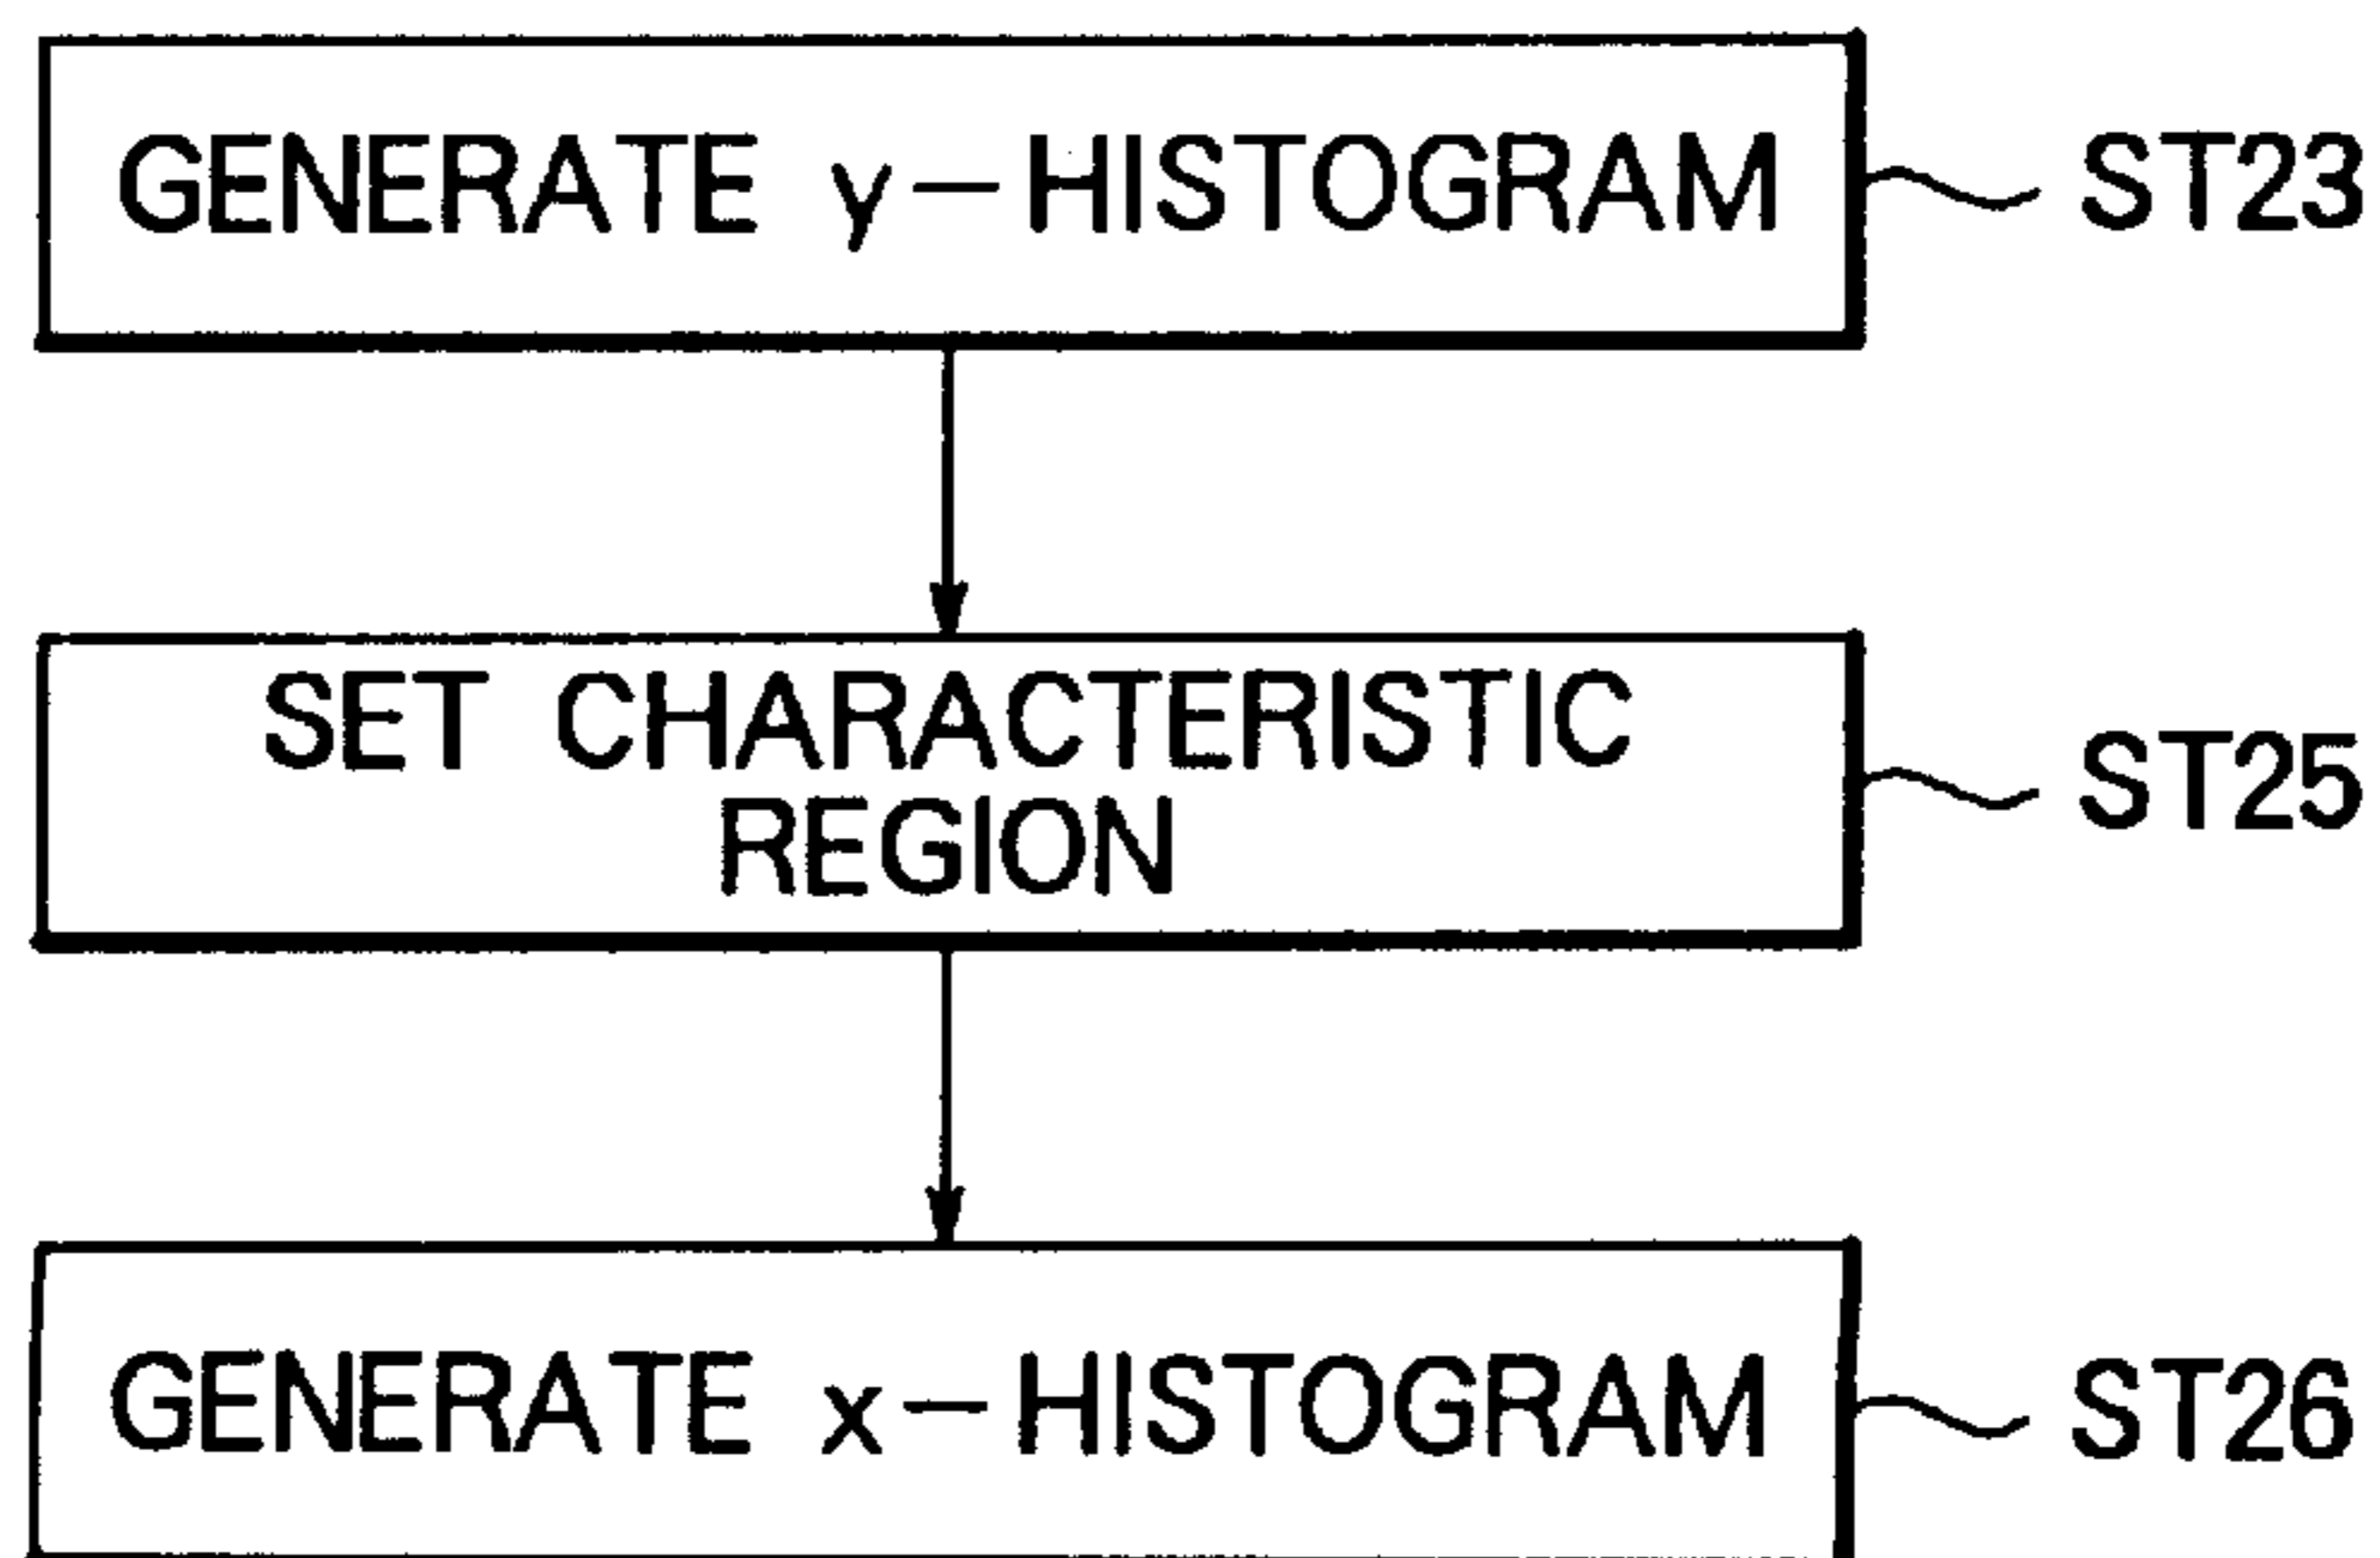 GENERATE y-HISTOGRAM ST23
SET CHARACTERISTIC
REGION
ST25
GENERATE x-HISTOGRAM ST26